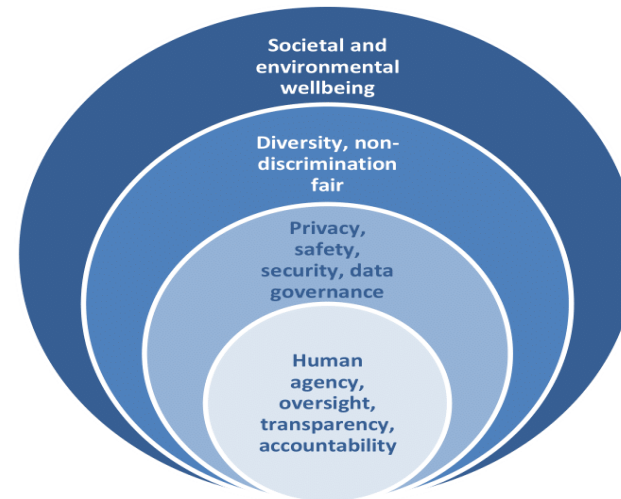 Societal and
environmental
wellbeing
Diversity, non-
discrimination
fair
Privacy,
safety,
security, data
governance
Human
agency,
oversight,
transparency,
accountability